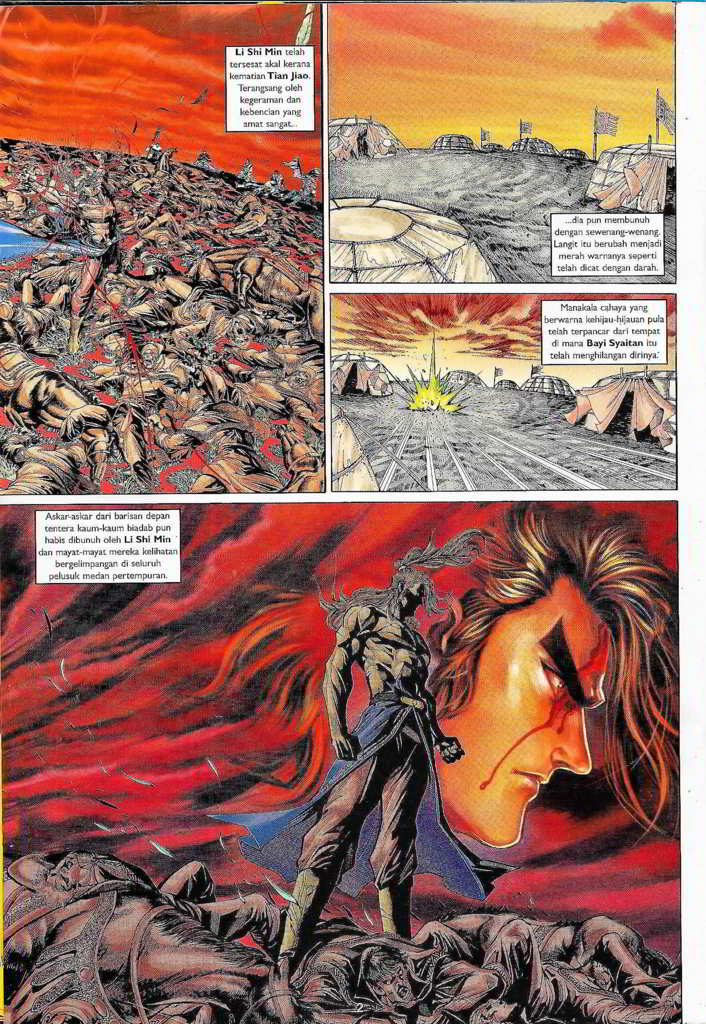 Li Shi Min telah
tersesat akal kerana
kematian Tian Jiao.
Terangsang oleh
kegeraman dan
kebencian yang
amat sangat...
...dia pun membunuh
dengan sewenang-wenang.
Langit itu berubah menjadi
merah warnanya seperti
telah dicat dengan darah.
Manakala cahaya yang
berwarna kehijau-hijauan pula
telah terpancar dari tempat
di mana Bayi Syaitan itu
telah menghilangkan dirinya.
Askar-askar dari barisan depan
tentera kaum-kaum biadab pun
habis dibunuh oleh Li Shi Min
dan mayat-mayat mereka kelihatan
bergelimpangan di seluruh
pelusuk medan pertempuran.
2